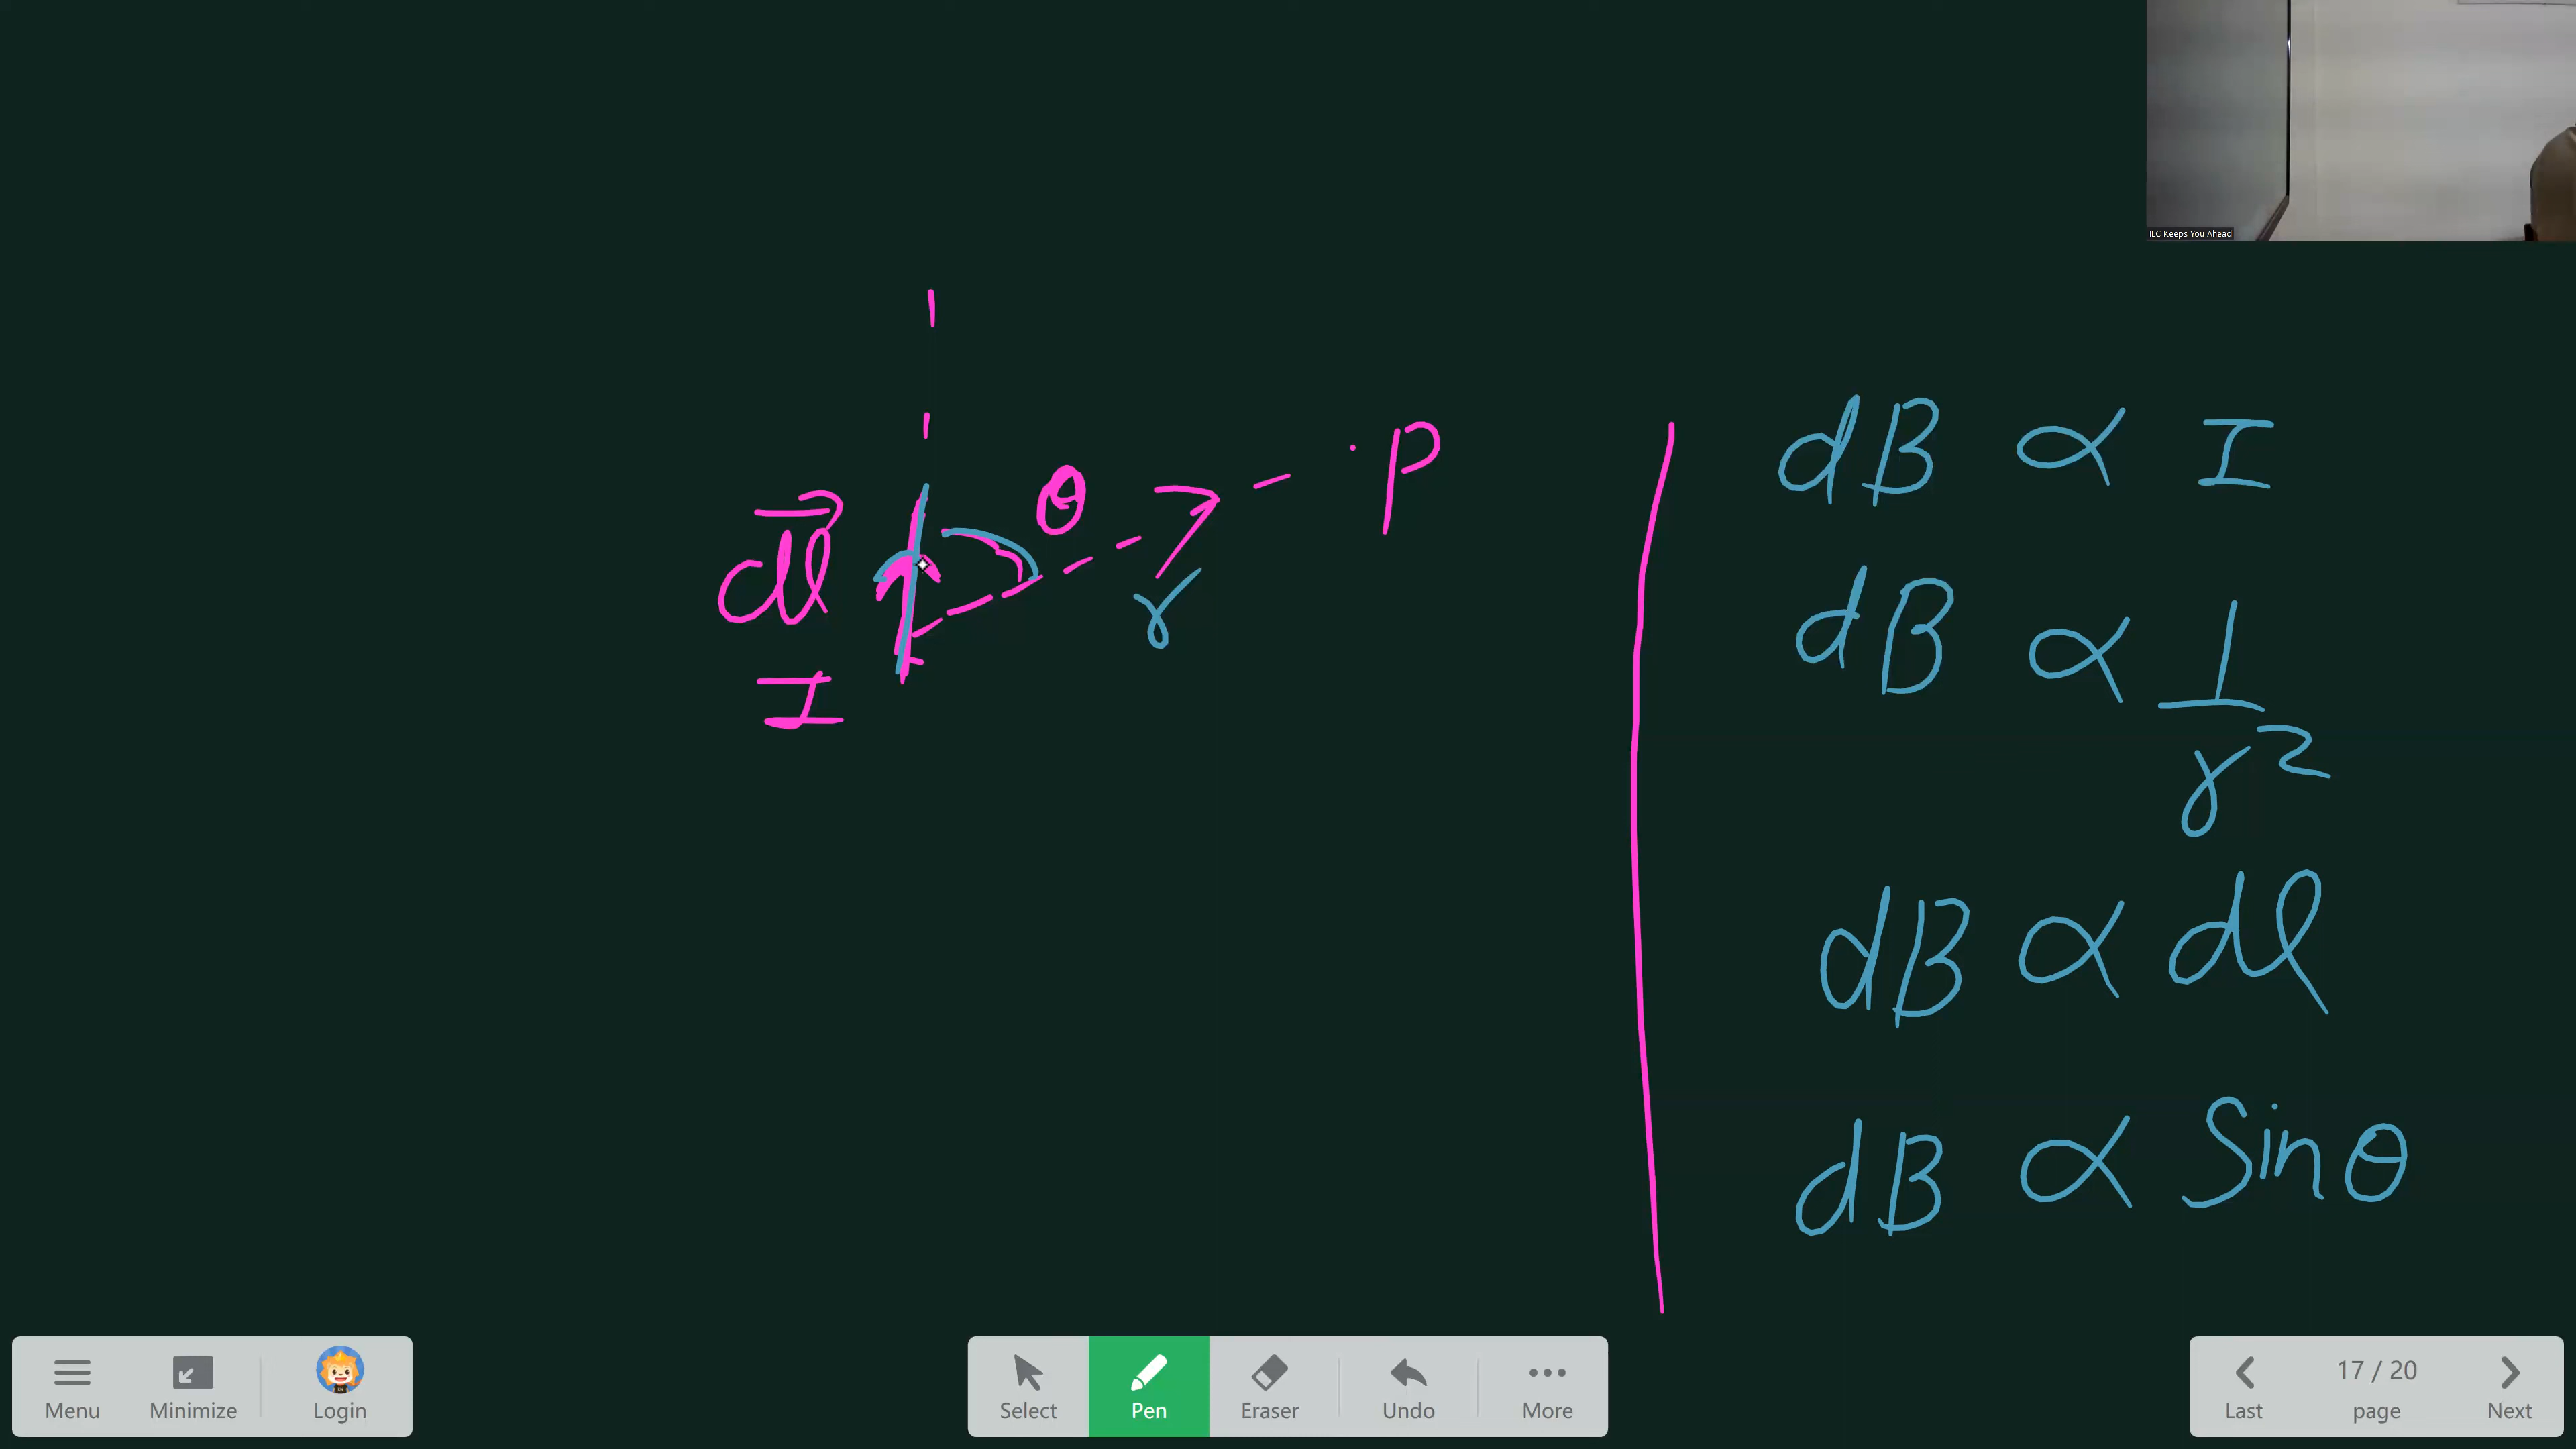 ILC Keeps You Ahead
P
θ
dl
r
I
dB ∝ I
dB ∝ 1/r²
dB ∝ dl
dB ∝ Sinθ
Menu Minimize Login
Select Pen Eraser Undo More
Last 17 / 20 page Next